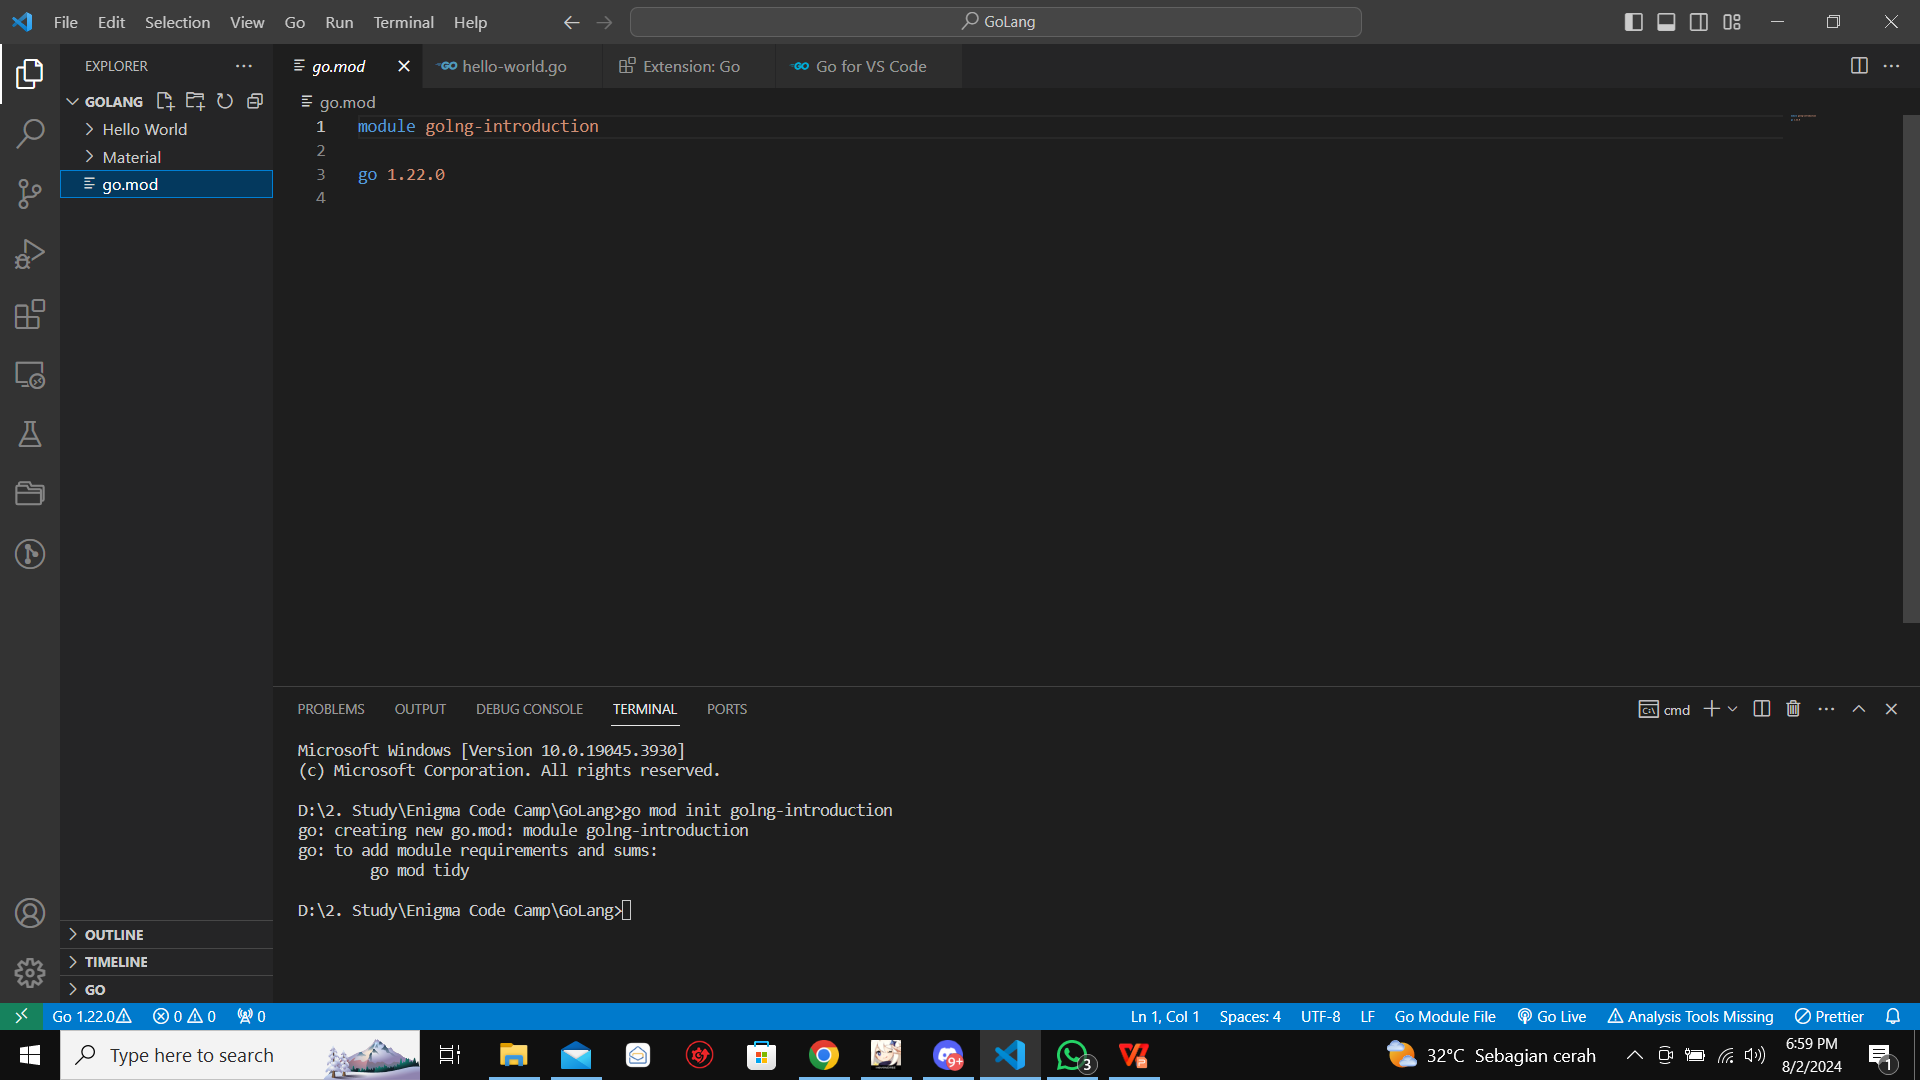 File Edit Selection View Go Run Terminal Help
GoLang
EXPLORER
go.mod
hello-world.go
Extension: Go
Go for VS Code
GOLANG
Hello World
Material
go.mod
go.mod
1 module golng-introduction
2
3 go 1.22.0
4
PROBLEMS OUTPUT DEBUG CONSOLE TERMINAL PORTS
cmd
Microsoft Windows [Version 10.0.19045.3930]
(c) Microsoft Corporation. All rights reserved.
D:\2. Study\Enigma Code Camp\GoLang>go mod init golng-introduction
go: creating new go.mod: module golng-introduction
go: to add module requirements and sums:
go mod tidy
D:\2. Study\Enigma Code Camp\GoLang>
OUTLINE
TIMELINE
GO
Go 1.22.0 0 0 0
Ln 1, Col 1 Spaces: 4 UTF-8 LF Go Module File Go Live Analysis Tools Missing Prettier
Type here to search
9+
3
32°C Sebagian cerah
6:59 PM
8/2/2024
1